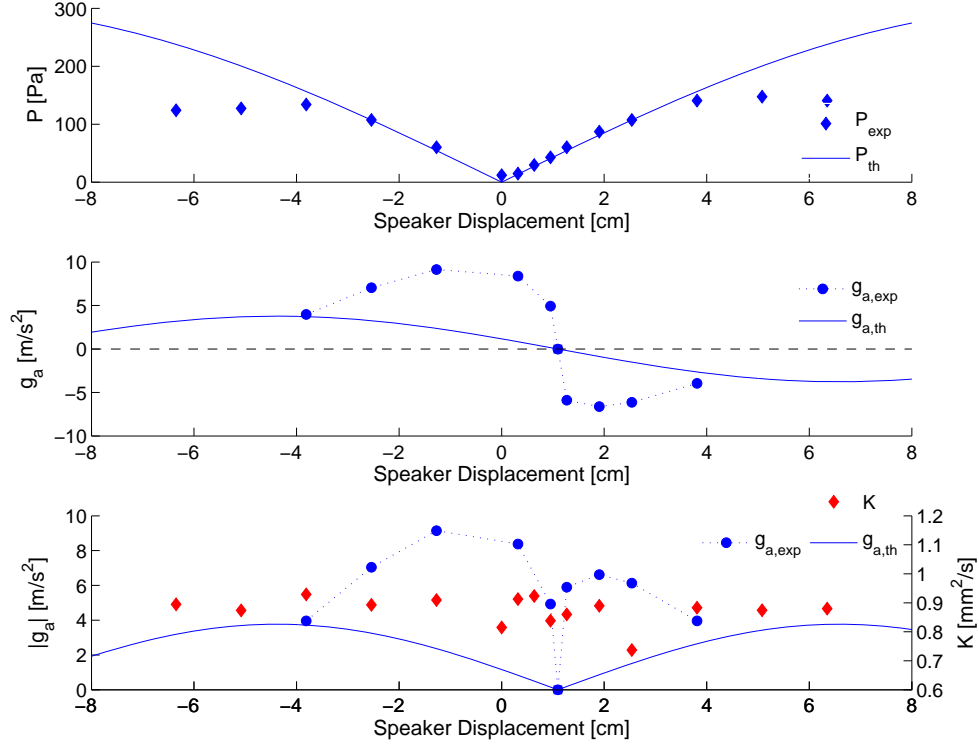 300
200
100
0
P [Pa]
P_exp
P_th
−8 −6 −4 −2 0 2 4 6 8
Speaker Displacement [cm]
10
5
0
−5
−10
g_a [m/s^2]
g_a,exp
g_a,th
−8 −6 −4 −2 0 2 4 6 8
Speaker Displacement [cm]
K
g_a,exp g_a,th
10
8
6
4
2
0
|g_a| [m/s^2]
1.2
1.1
1
0.9
0.8
0.7
0.6
K [mm^2/s]
−8 −6 −4 −2 0 2 4 6 8
Speaker Displacement [cm]